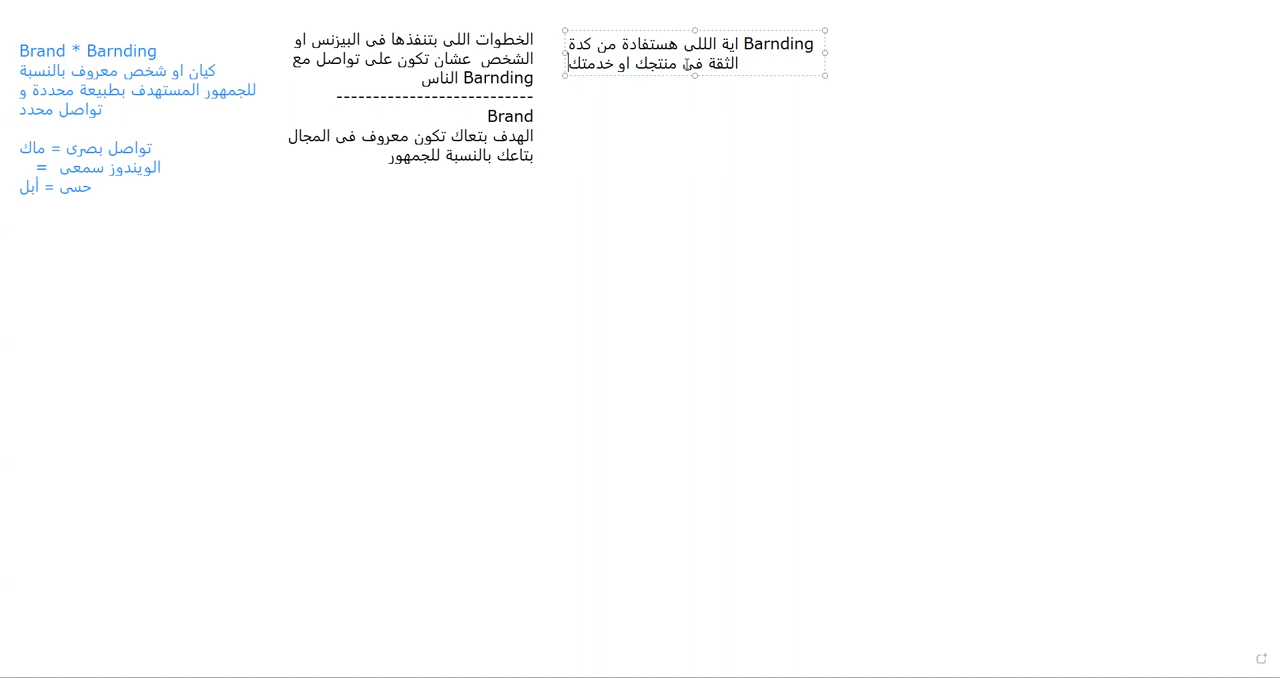 Brand * Barnding
كيان او شخص معروف بالنسبة
للجمهور المستهدف بطبيعة محددة و
تواصل محدد
تواصل بصرى = ماك
الويندوز سمعى =
حسى = أبل
الخطوات اللى بتنفذها فى البيزنس او
الشخص عشان تكون على تواصل مع
الناس Barnding
---------------------------
Brand
الهدف بتعاك تكون معروف فى المجال
بتاعك بالنسبة للجمهور
Barnding اية الللى هستفادة من كدة
الثقة فى منتجك او خدمتك